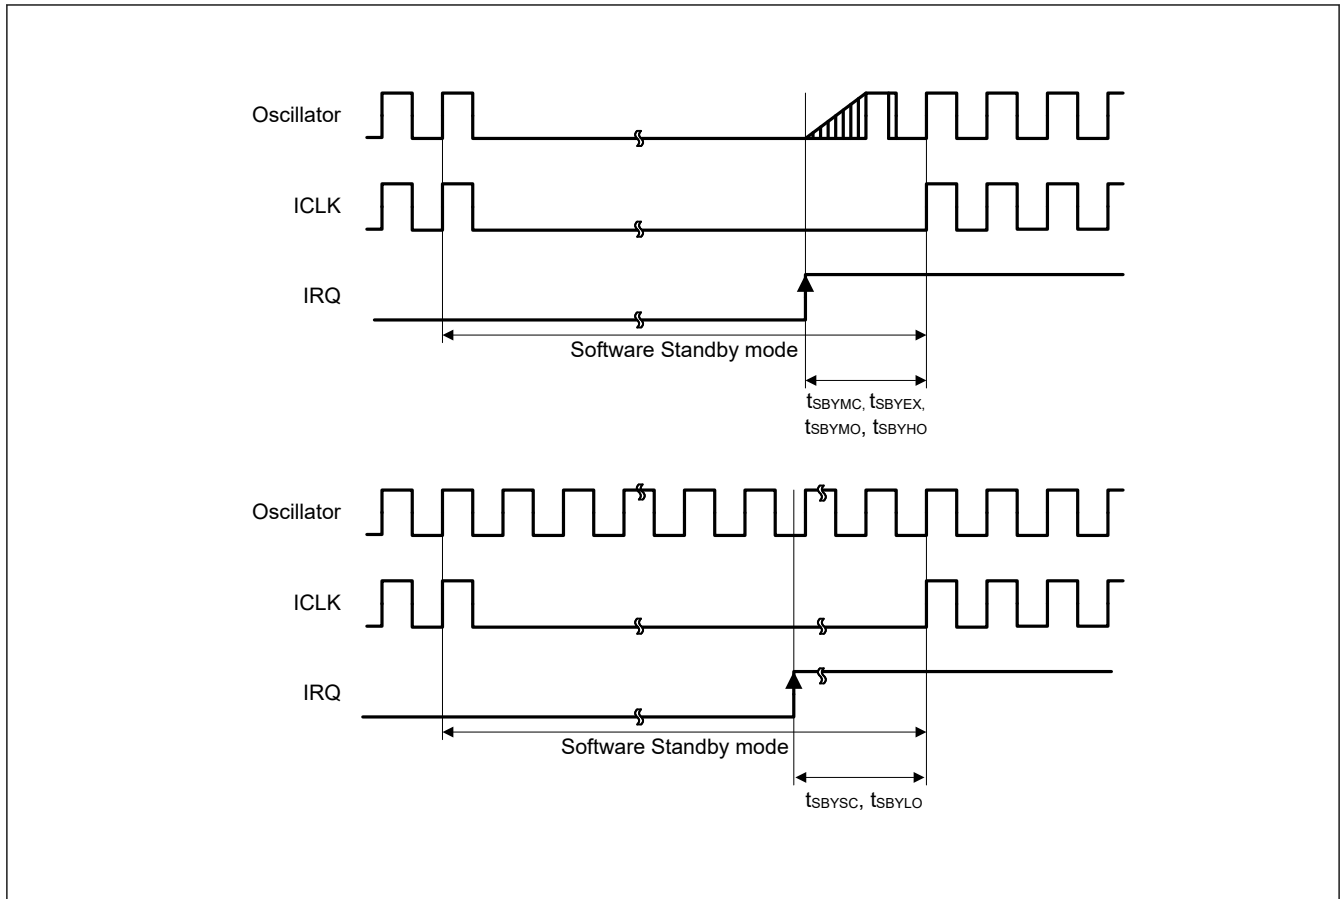 Oscillator
ICLK
IRQ
Software Standby mode
tSBYMC, tSBYEX,
tSBYMO, tSBYHO
Oscillator
ICLK
IRQ
Software Standby mode
tSBYSC, tSBYLO